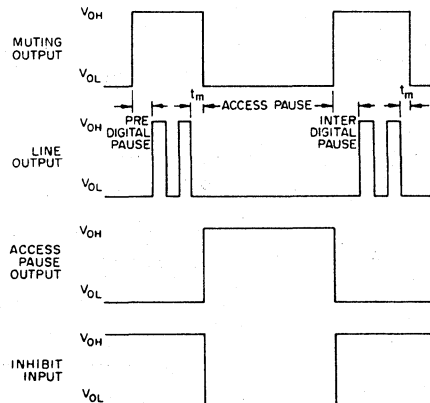 MUTING
OUTPUT
VOH
VOL
tm
ACCESS PAUSE
tm
PRE
DIGITAL
PAUSE
INTER
DIGITAL
PAUSE
LINE
OUTPUT
VOH
VOL
ACCESS
PAUSE
OUTPUT
VOH
VOL
INHIBIT
INPUT
VOH
VOL